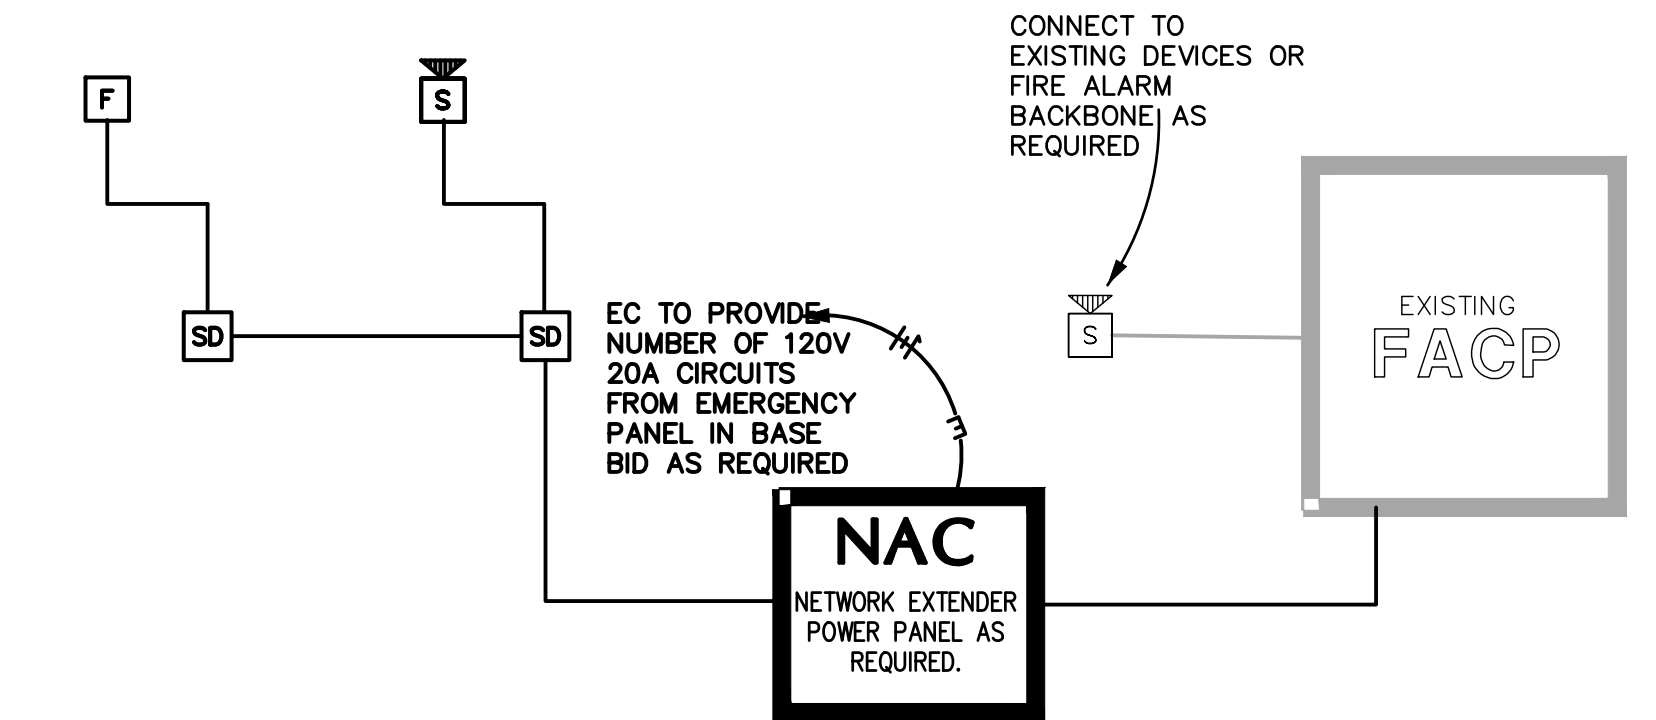 F
S
SD
SD
EC TO PROVIDE
NUMBER OF 120V
20A CIRCUITS
FROM EMERGENCY
PANEL IN BASE
BID AS REQUIRED
E
NAC
NETWORK EXTENDER
POWER PANEL AS
REQUIRED.
CONNECT TO
EXISTING DEVICES OR
FIRE ALARM
BACKBONE AS
REQUIRED
S
EXISTING
FACP